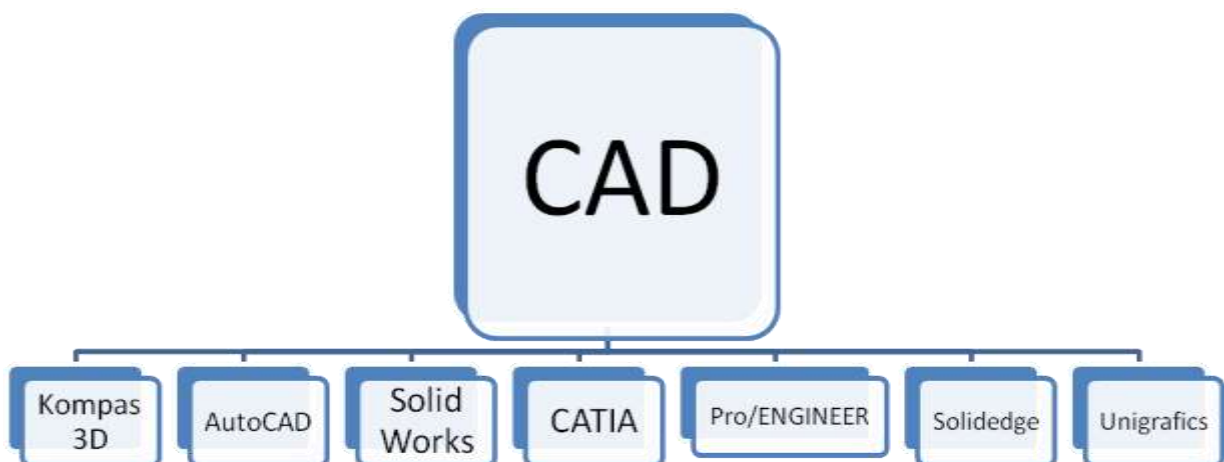 CAD
Kompas
3D
AutoCAD
Solid
Works
CATIA
Pro/ENGINEER
Solidedge
Unigrafics